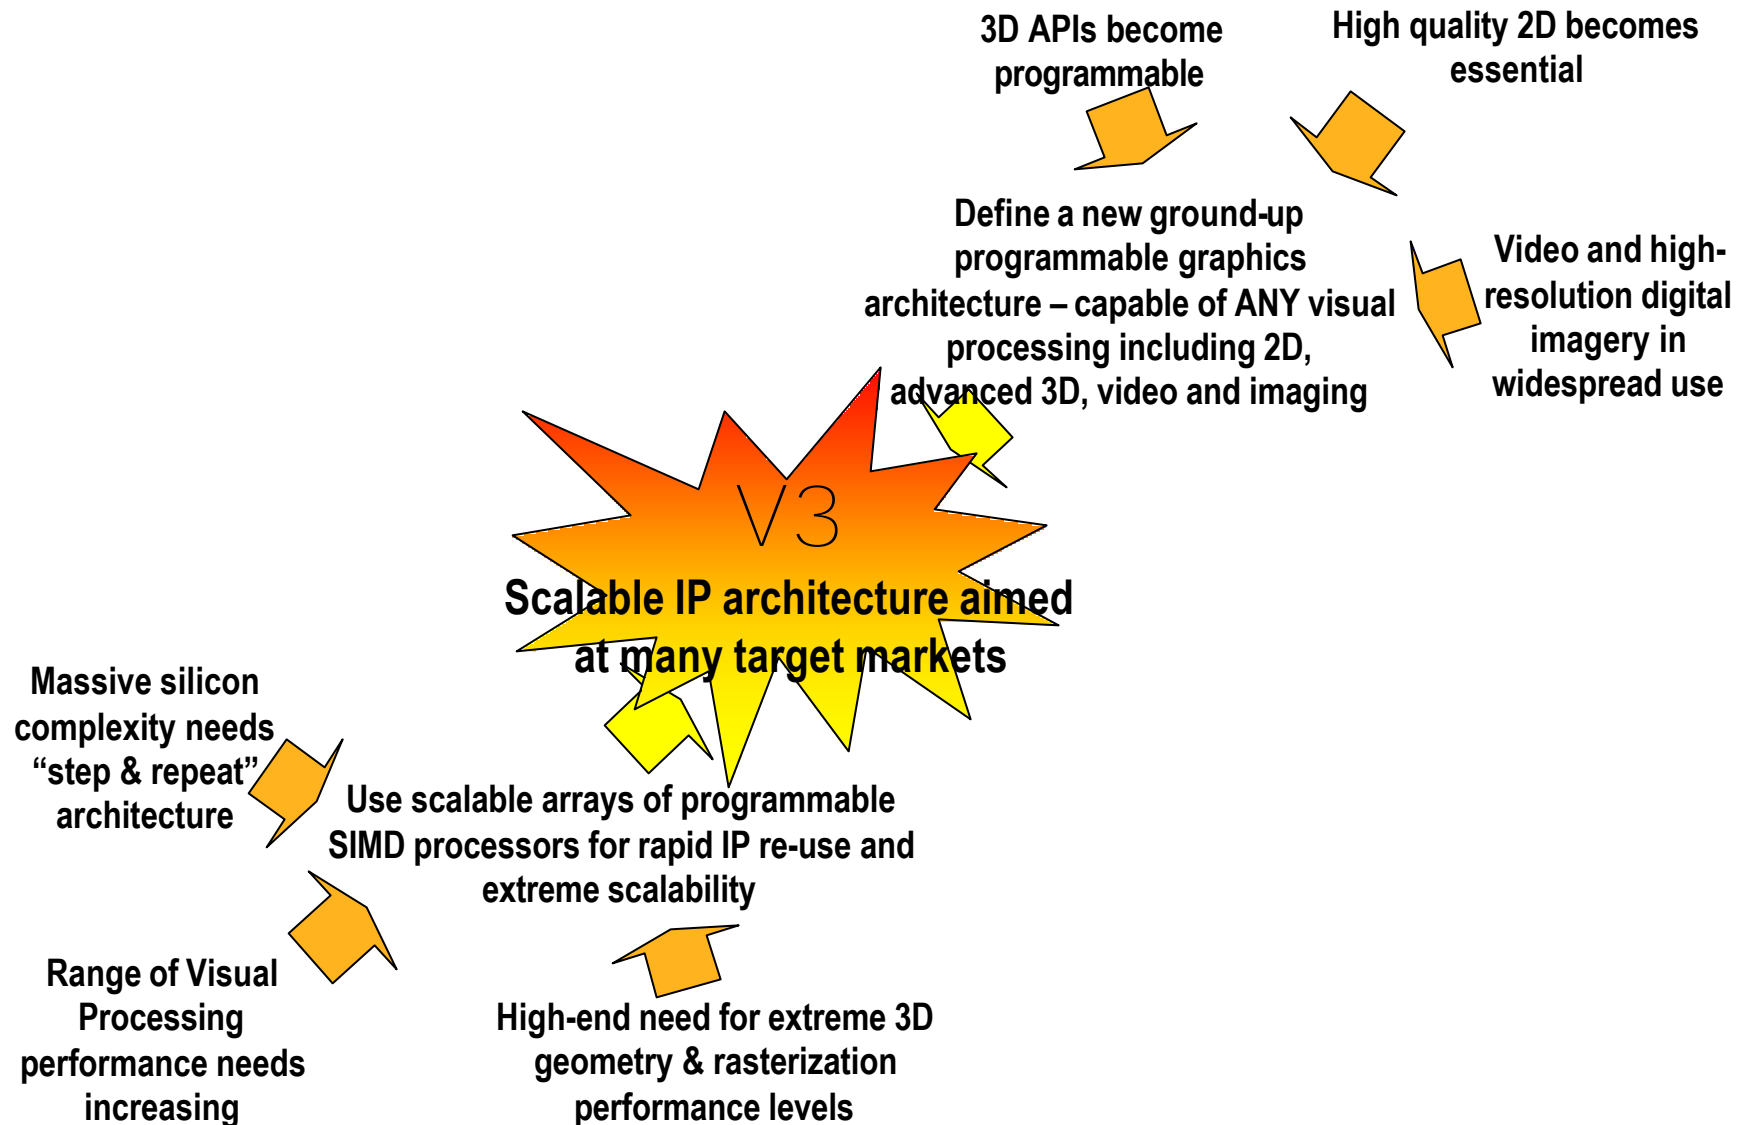 3D APIs become
programmable
High quality 2D becomes
essential
Define a new ground-up
programmable graphics
architecture – capable of ANY visual
processing including 2D,
advanced 3D, video and imaging
Video and high-
resolution digital
imagery in
widespread use
V3
Scalable IP architecture aimed
at many target markets
Massive silicon
complexity needs
“step & repeat”
architecture
Use scalable arrays of programmable
SIMD processors for rapid IP re-use and
extreme scalability
Range of Visual
Processing
performance needs
increasing
High-end need for extreme 3D
geometry & rasterization
performance levels